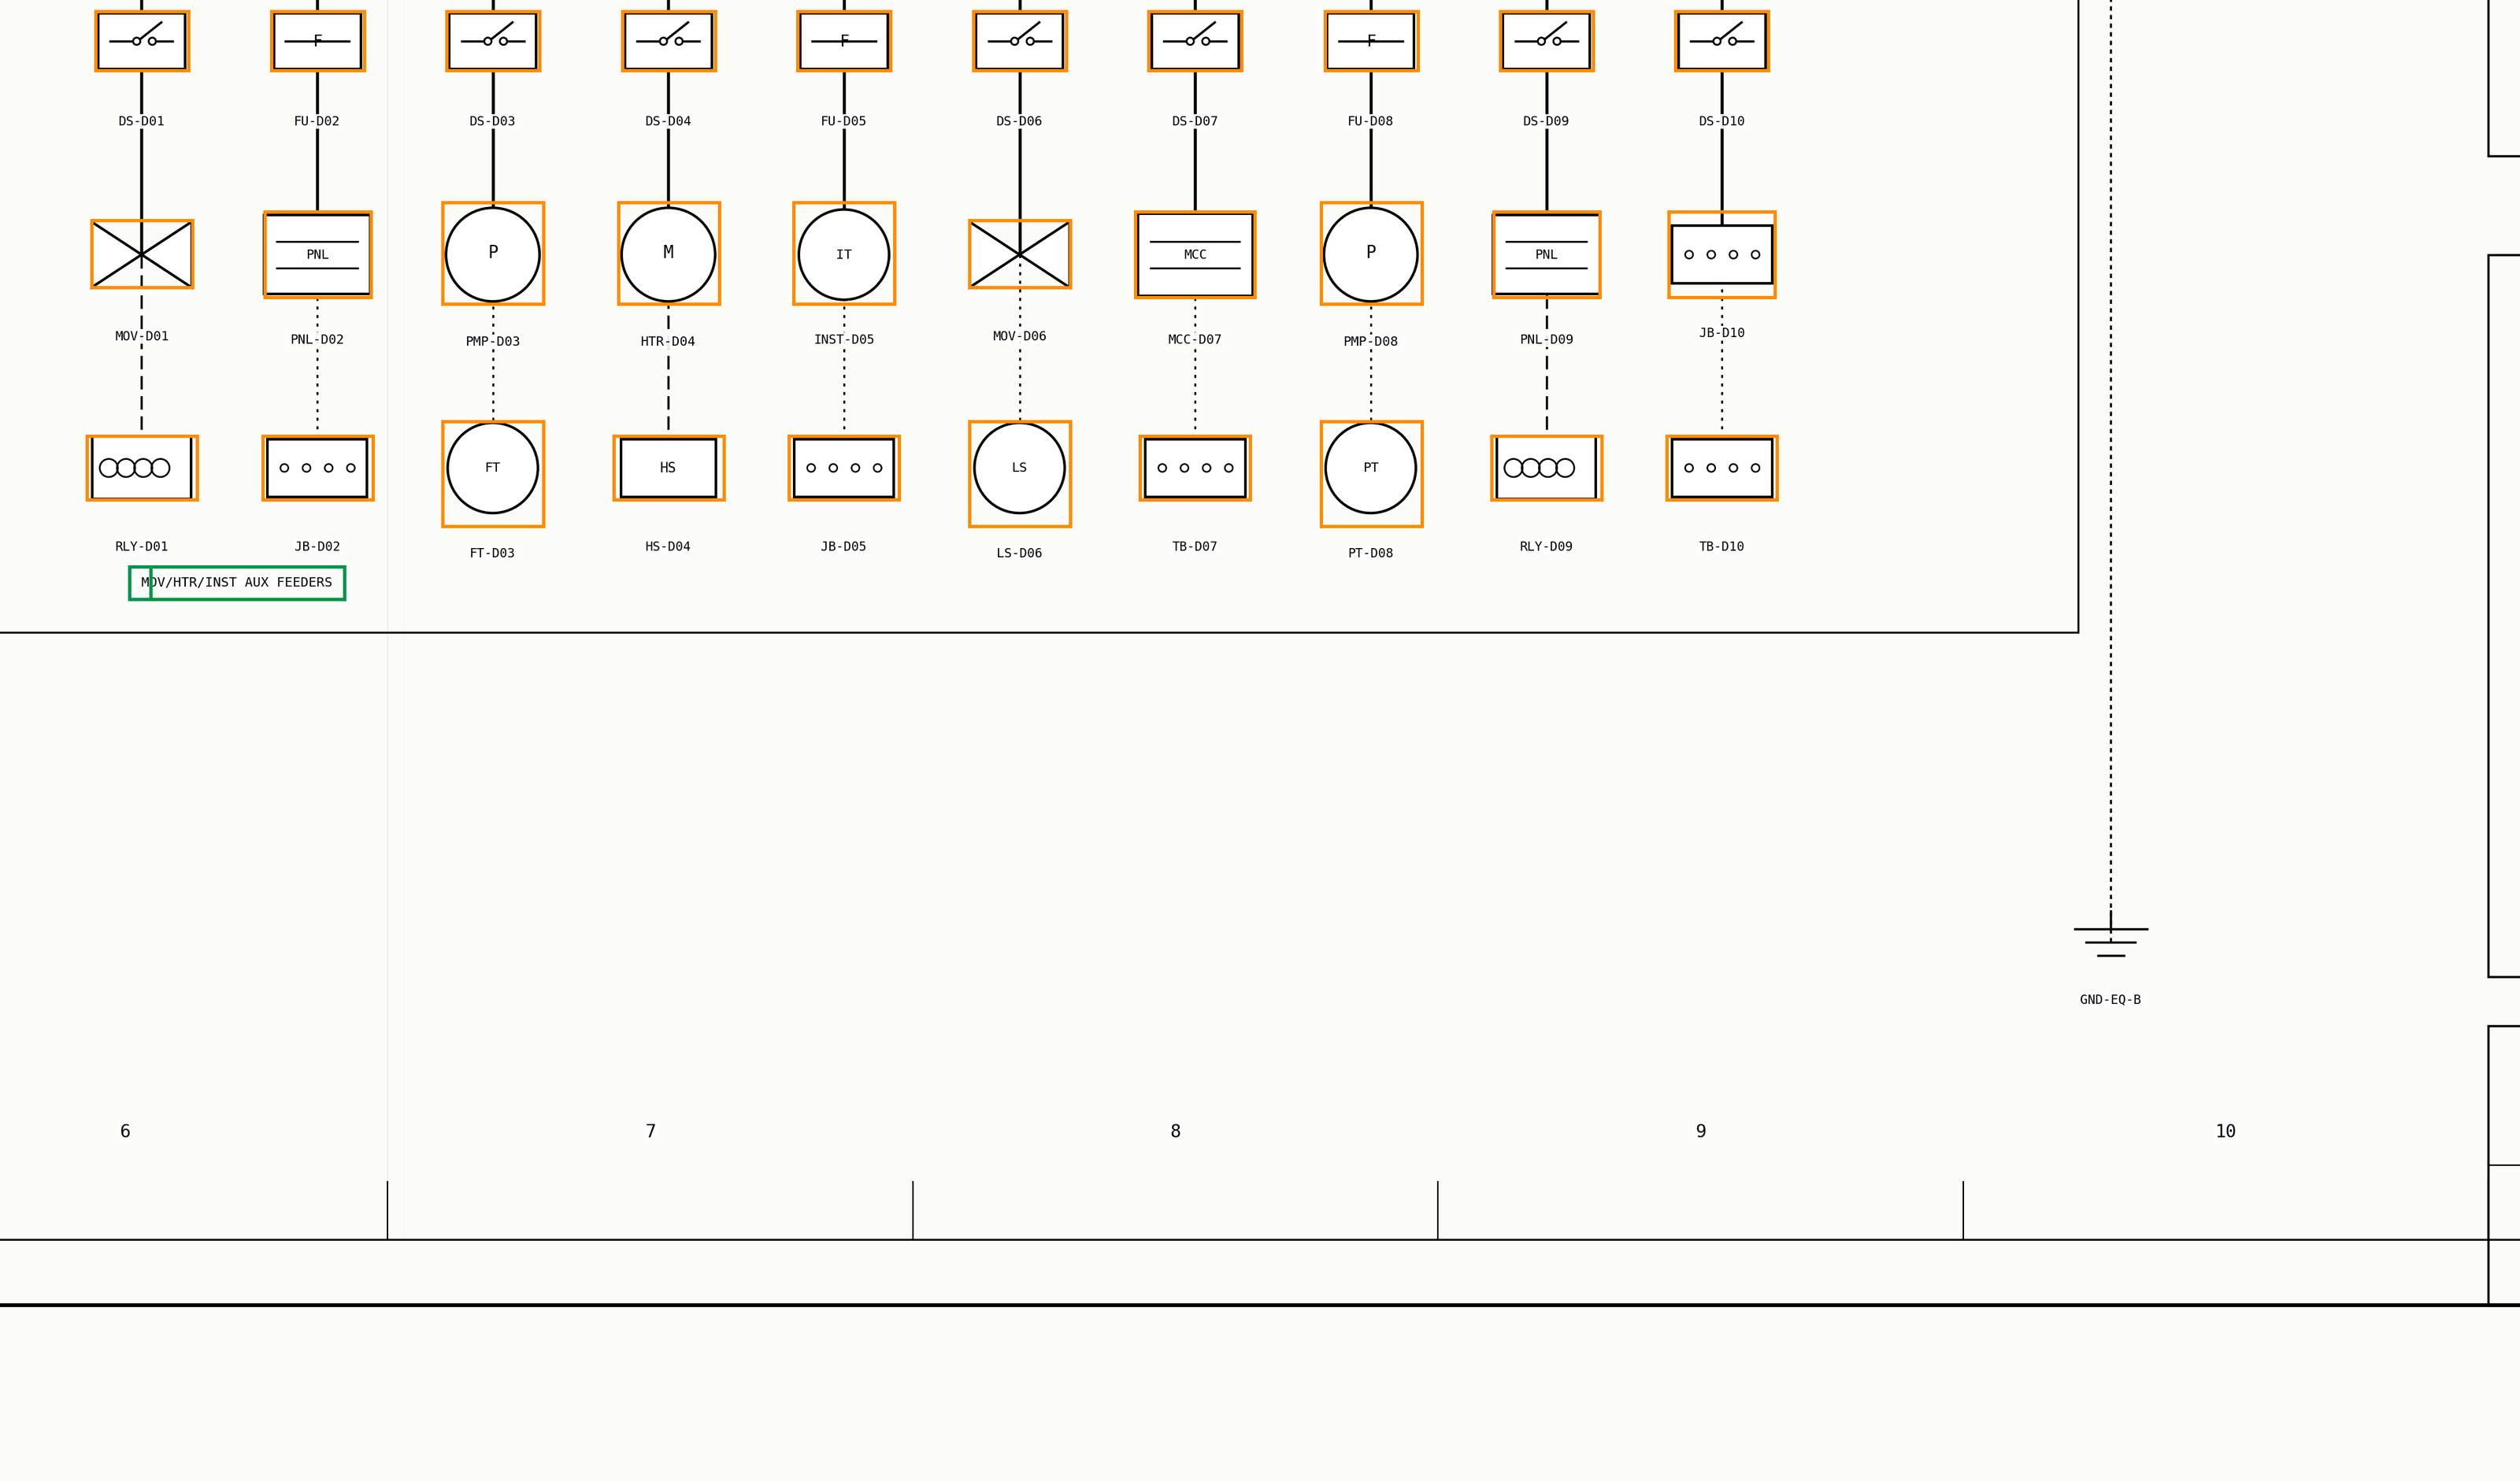 F F F
DS-D01 FU-D02 DS-D03 DS-D04 FU-D05 DS-D06 DS-D07 FU-D08 DS-D09 DS-D10
PNL P M IT MCC P PNL
MOV-D01 PNL-D02 PMP-D03 HTR-D04 INST-D05 MOV-D06 MCC-D07 PMP-D08 PNL-D09 JB-D10
FT HS LS PT
RLY-D01 JB-D02 FT-D03 HS-D04 JB-D05 LS-D06 TB-D07 PT-D08 RLY-D09 TB-D10
MOV/HTR/INST AUX FEEDERS
GND-EQ-B
6 7 8 9 10